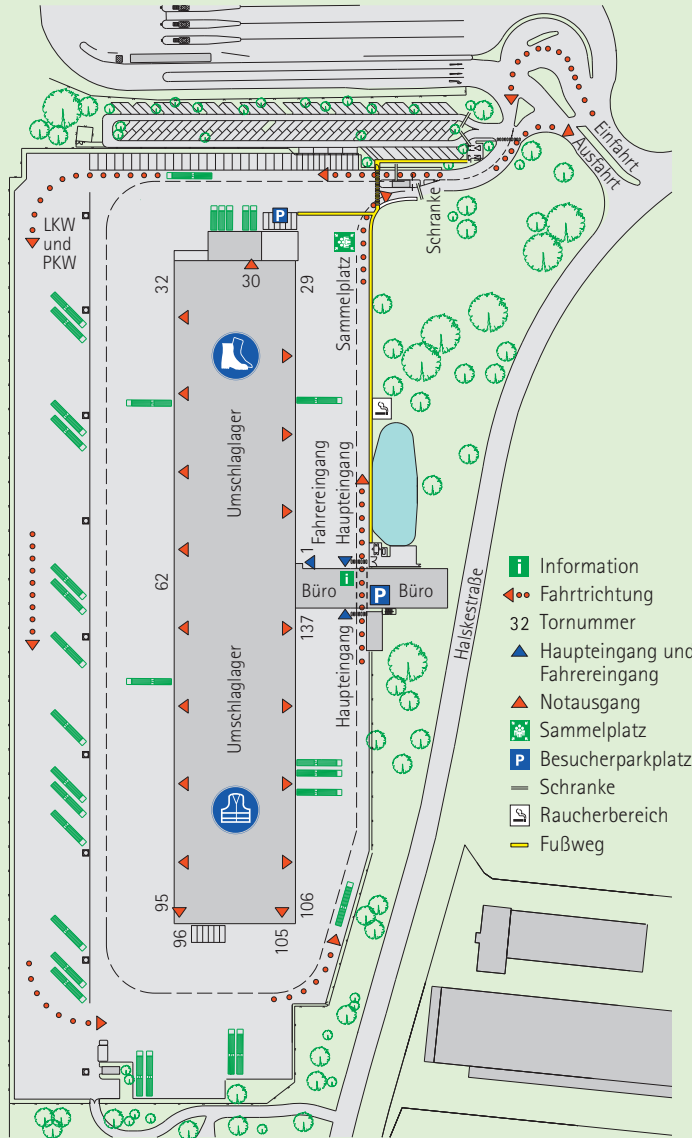 Einfahrt
Ausfahrt
Schranke
LKW
und
PKW
P
Sammelplatz
32
30
29
Umschlaglager
Fahrereingang
Haupteingang
1
62
i
Büro
P
Büro
137
Haupteingang
Umschlaglager
Halskestraße
95
96
105
106
i Information
Fahrtrichtung
32 Tornummer
Haupteingang und
Fahrereingang
Notausgang
Sammelplatz
P Besucherparkplatz
Schranke
Raucherbereich
Fußweg